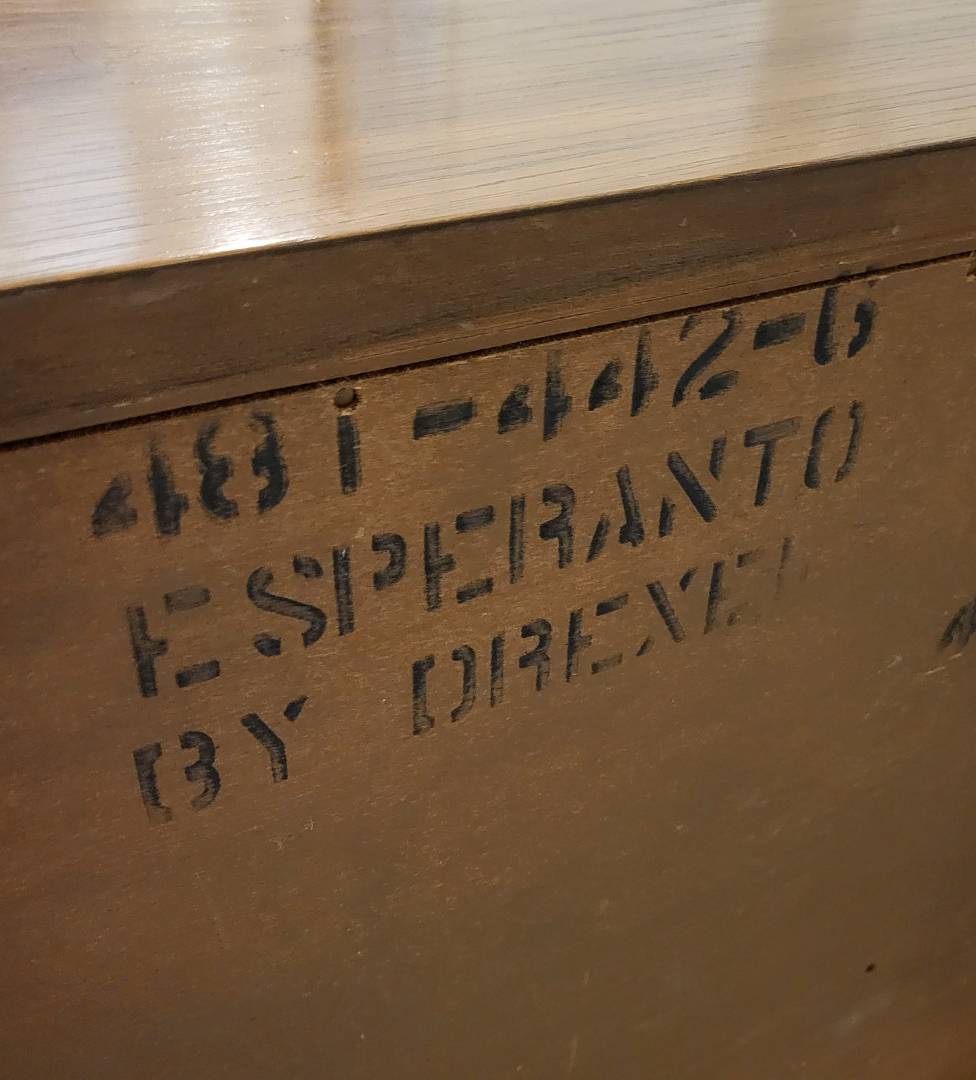 481-442-6
ESPERANTO
BY DREXEL